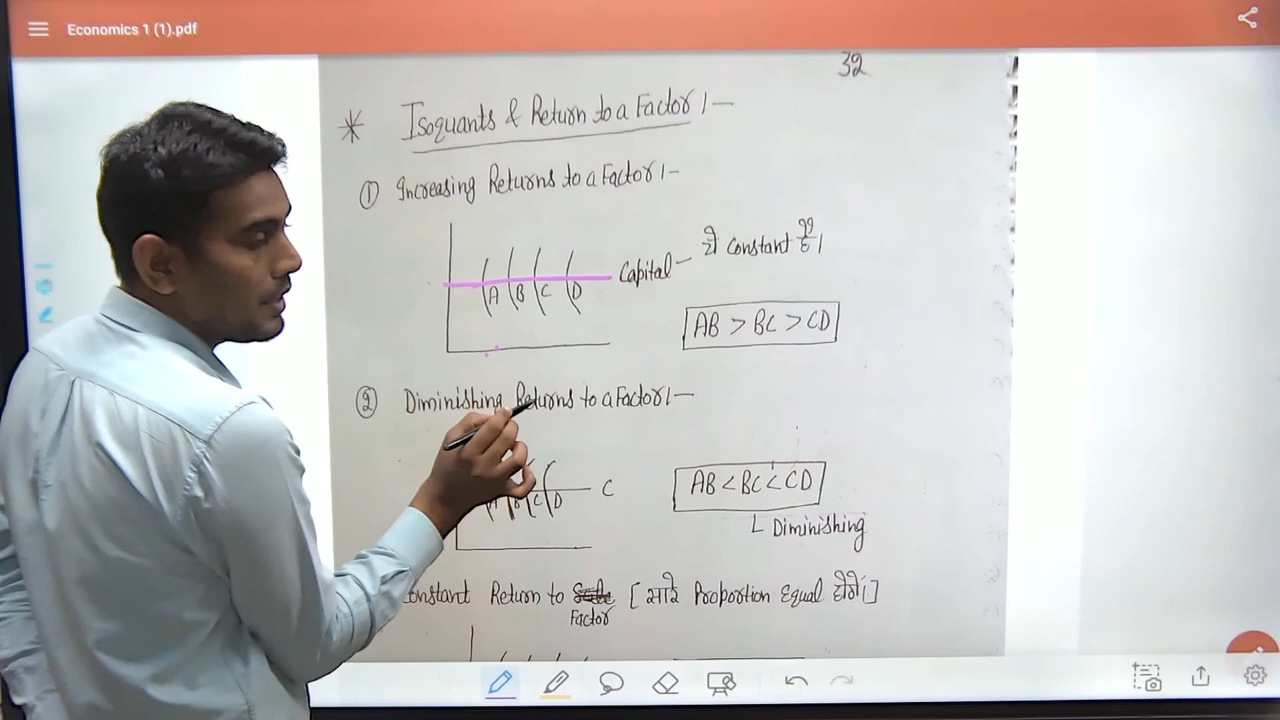 Economics 1 (1).pdf
32
* Isoquants & Return to a Factor :-
① Increasing Returns to a Factor :-
A B C D Capital - ये Constant है।
AB > BC > CD
② Diminishing Returns to a Factor :-
B C D C
AB < BC < CD
Diminishing
onstant Return to [ सारे Proportion Equal होंगे।]
Factor